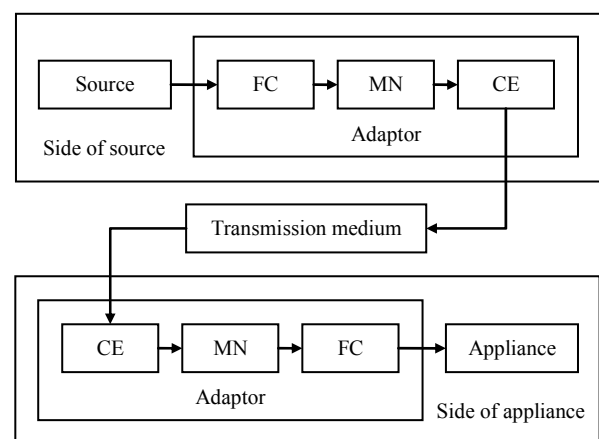 Source
FC
MN
CE
Adaptor
Side of source
Transmission medium
CE
MN
FC
Appliance
Adaptor
Side of appliance